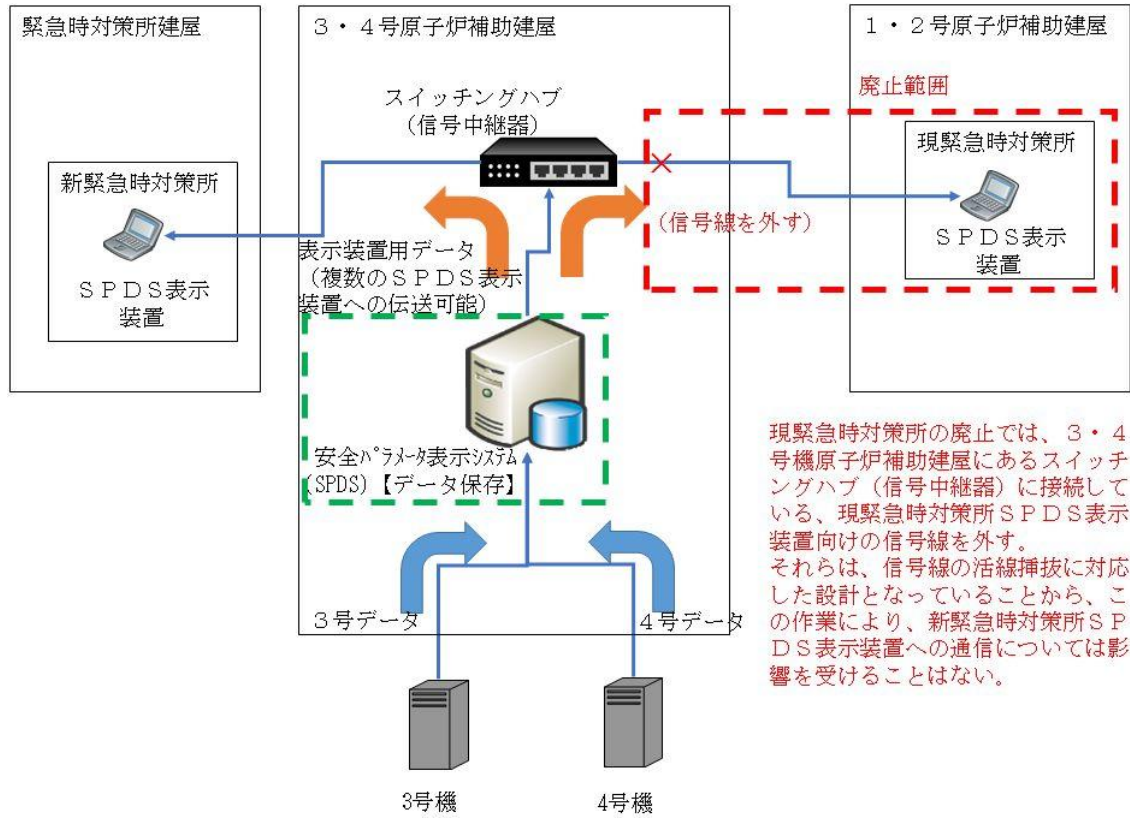 緊急時対策所建屋
３・４号原子炉補助建屋
１・２号原子炉補助建屋
廃止範囲
スイッチングハブ
（信号中継器）
現緊急時対策所
新緊急時対策所
（信号線を外す）
ＳＰＤＳ表示
装置
表示装置用データ
（複数のＳＰＤＳ表示
装置への伝送可能）
ＳＰＤＳ表示
装置
安全ﾊﾟﾗﾒｰﾀ表示ｼｽﾃﾑ
(SPDS)【データ保存】
現緊急時対策所の廃止では、３・４
号機原子炉補助建屋にあるスイッチ
ングハブ（信号中継器）に接続して
いる、現緊急時対策所ＳＰＤＳ表示
装置向けの信号線を外す。
それらは、信号線の活線挿抜に対応
した設計となっていることから、こ
の作業により、新緊急時対策所ＳＰ
ＤＳ表示装置への通信については影
響を受けることはない。
３号データ
４号データ
3号機
4号機